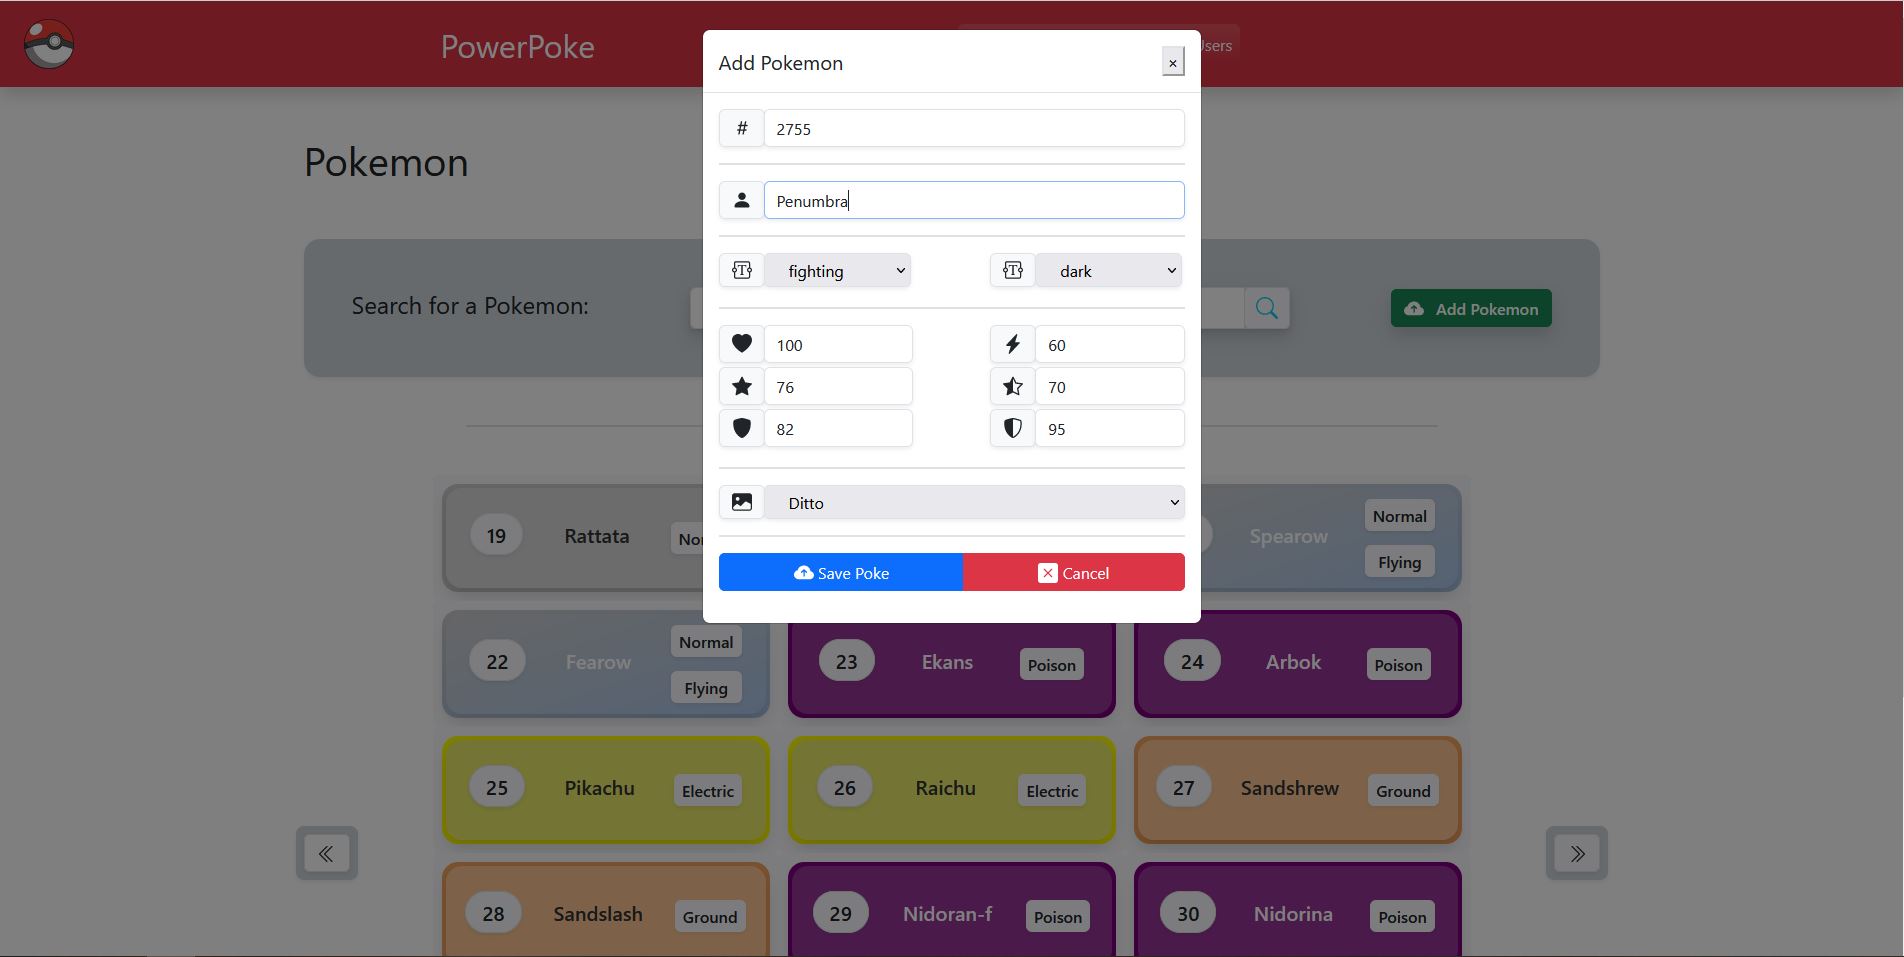 PowerPoke
Users
Add Pokemon
×
# 2755
Penumbra
T fighting
T dark
100
60
76
70
82
95
Ditto
Save Poke
Cancel
Pokemon
Search for a Pokemon:
Add Pokemon
19 Rattata
Spearow Normal
Flying
22 Fearow Normal
Flying
23 Ekans Poison
24 Arbok Poison
25 Pikachu Electric
26 Raichu Electric
27 Sandshrew Ground
28 Sandslash Ground
29 Nidoran-f Poison
30 Nidorina Poison